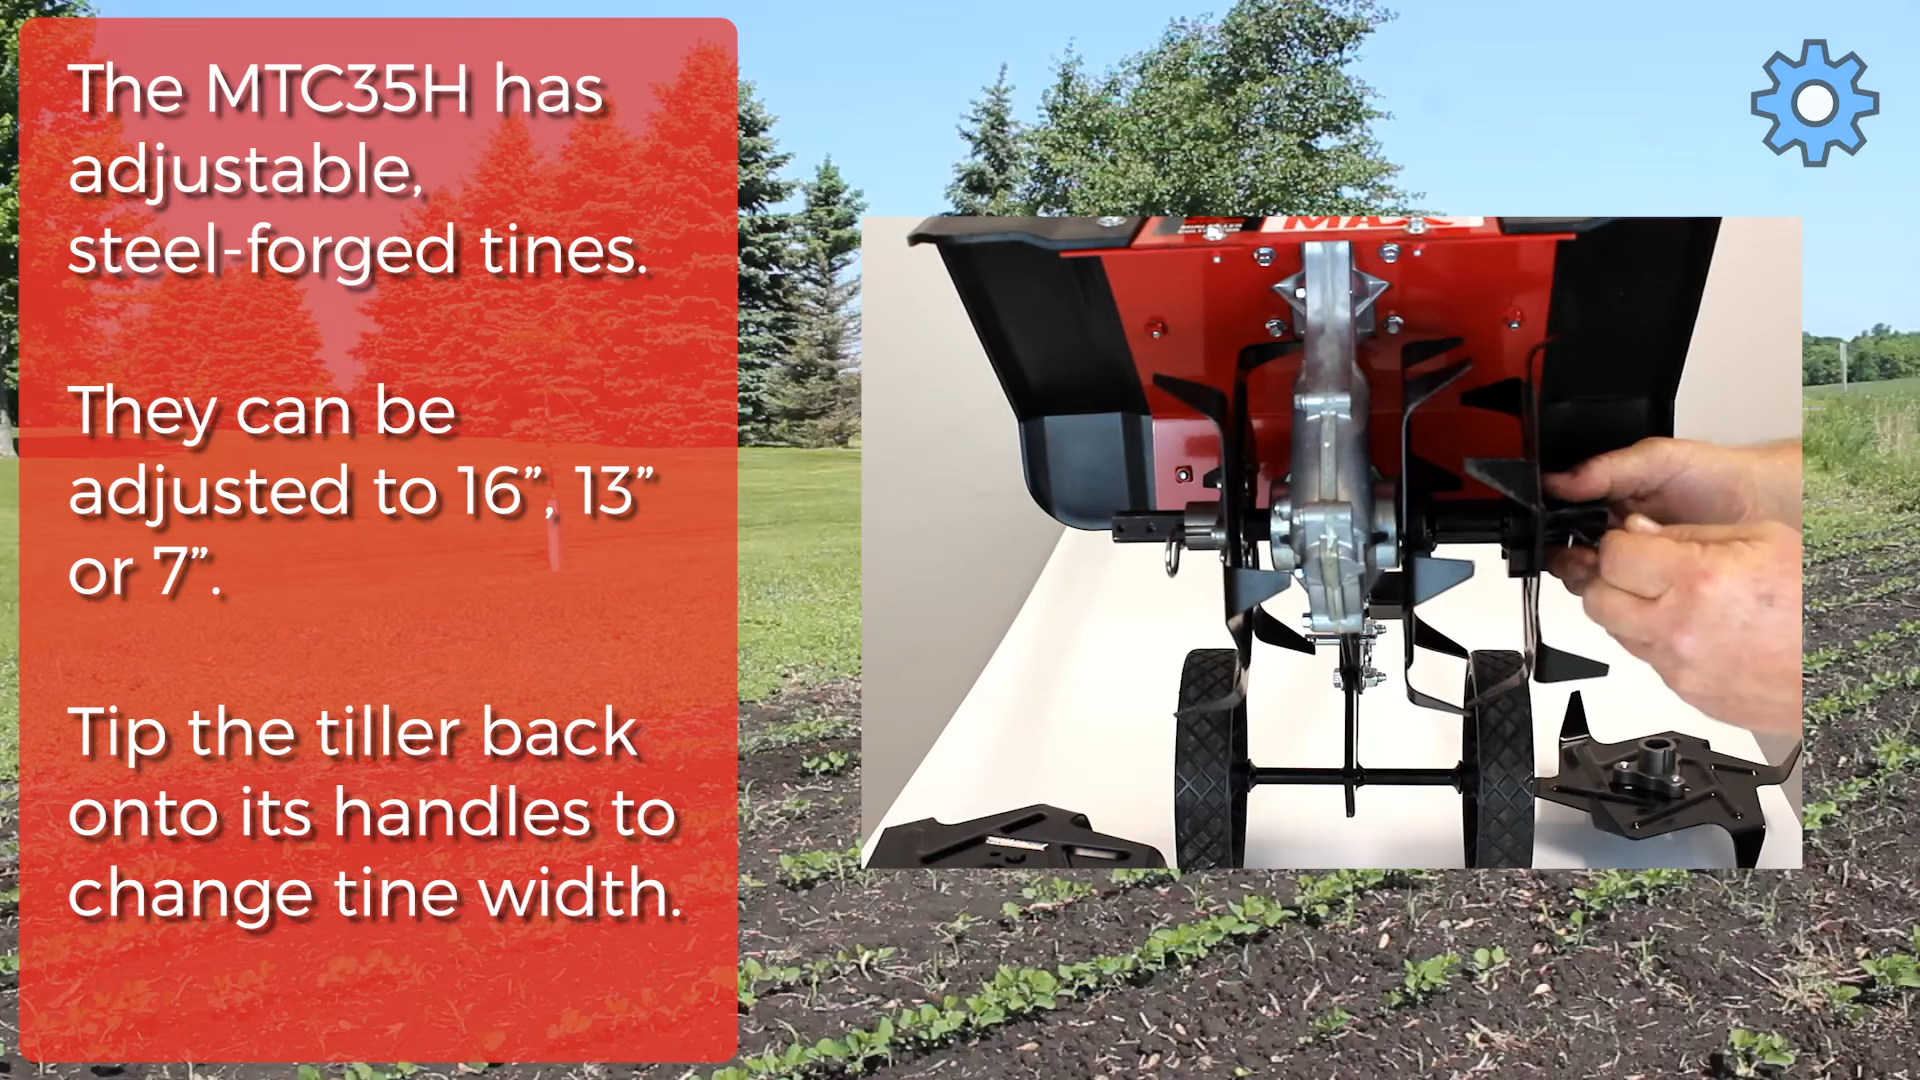 The MTC35H has
adjustable,
steel-forged tines.
They can be
adjusted to 16”, 13”
or 7”.
Tip the tiller back
onto its handles to
change tine width.